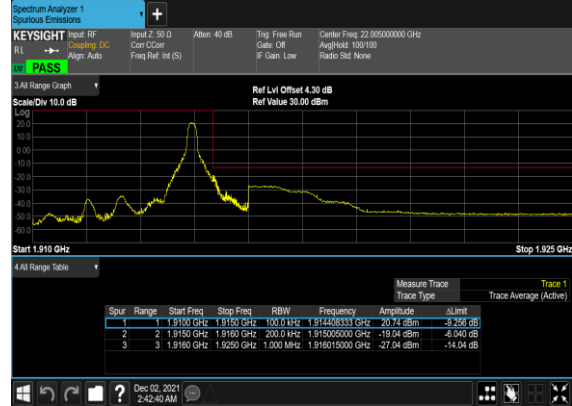 Spectrum Analyzer 1
Spurious Emissions
+
KEYSIGHT Input: RF Input Z: 50 Ω Atten: 40 dB Trig: Free Run Center Freq: 22.005000000 GHz
RL Coupling: DC Corr CCorr Gate: Off Avg|Hold: 100/100
Align: Auto Freq Ref: Int (S) IF Gain: Low Radio Std: None
LM PASS
3 All Range Graph
Ref Lvl Offset 4.30 dB
Scale/Div 10.0 dB Ref Value 30.00 dBm
Log
20.0
10.0
0.00
-10.0
-20.0
-30.0
-40.0
-50.0
-60.0
Start 1.910 GHz Stop 1.925 GHz
4 All Range Table
Measure Trace Trace 1
Trace Type Trace Average (Active)
Spur Range Start Freq Stop Freq RBW Frequency Amplitude ΔLimit
1 1 1.9100 GHz 1.9150 GHz 100.0 kHz 1.914408333 GHz 20.74 dBm -9.256 dB
2 2 1.9150 GHz 1.9160 GHz 200.0 kHz 1.915005000 GHz -19.04 dBm -6.040 dB
3 3 1.9160 GHz 1.9250 GHz 1.000 MHz 1.916015000 GHz -27.04 dBm -14.04 dB
? Dec 02, 2021
2:42:40 AM